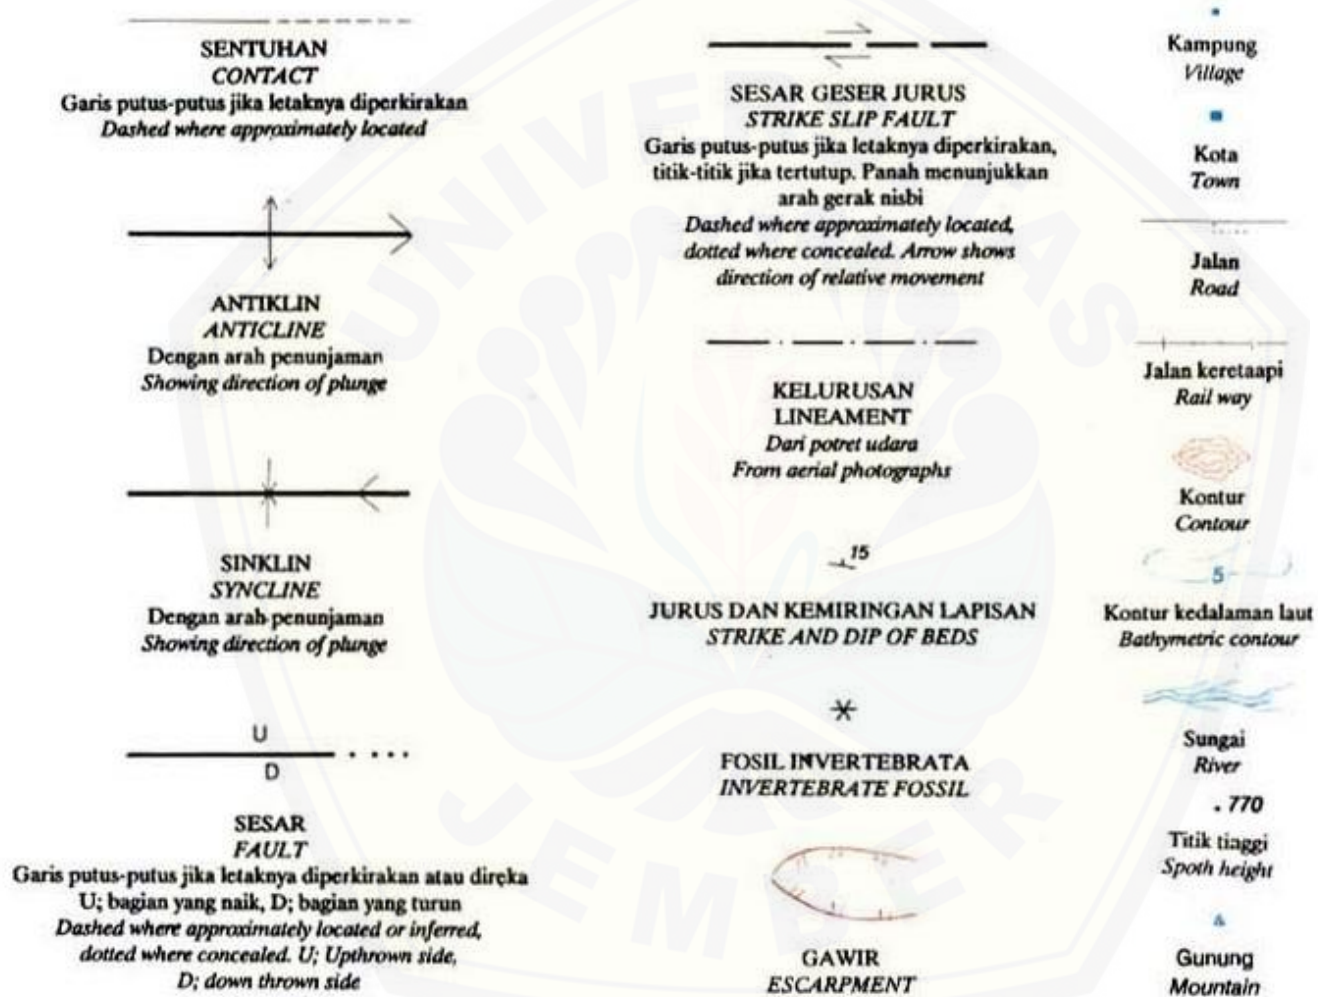 SENTUHAN
CONTACT
Garis putus-putus jika letaknya diperkirakan
Dashed where approximately located
ANTIKLIN
ANTICLINE
Dengan arah penunjaman
Showing direction of plunge
SINKLIN
SYNCLINE
Dengan arah penunjaman
Showing direction of plunge
U
D
SESAR
FAULT
Garis putus-putus jika letaknya diperkirakan atau direka
U; bagian yang naik, D; bagian yang turun
Dashed where approximately located or inferred,
dotted where concealed. U; Upthrown side,
D; down thrown side
SESAR GESER JURUS
STRIKE SLIP FAULT
Garis putus-putus jika letaknya diperkirakan,
titik-titik jika tertutup. Panah menunjukkan
arah gerak nisbi
Dashed where approximately located,
dotted where concealed. Arrow shows
direction of relative movement
KELURUSAN
LINEAMENT
Dari potret udara
From aerial photographs
15
JURUS DAN KEMIRINGAN LAPISAN
STRIKE AND DIP OF BEDS
FOSIL INVERTEBRATA
INVERTEBRATE FOSSIL
GAWIR
ESCARPMENT
Kampung
Village
Kota
Town
Jalan
Road
Jalan keretaapi
Rail way
Kontur
Contour
5
Kontur kedalaman laut
Bathymetric contour
Sungai
River
. 770
Titik tinggi
Spoth height
Gunung
Mountain
UNIVERSITAS
JEMBER